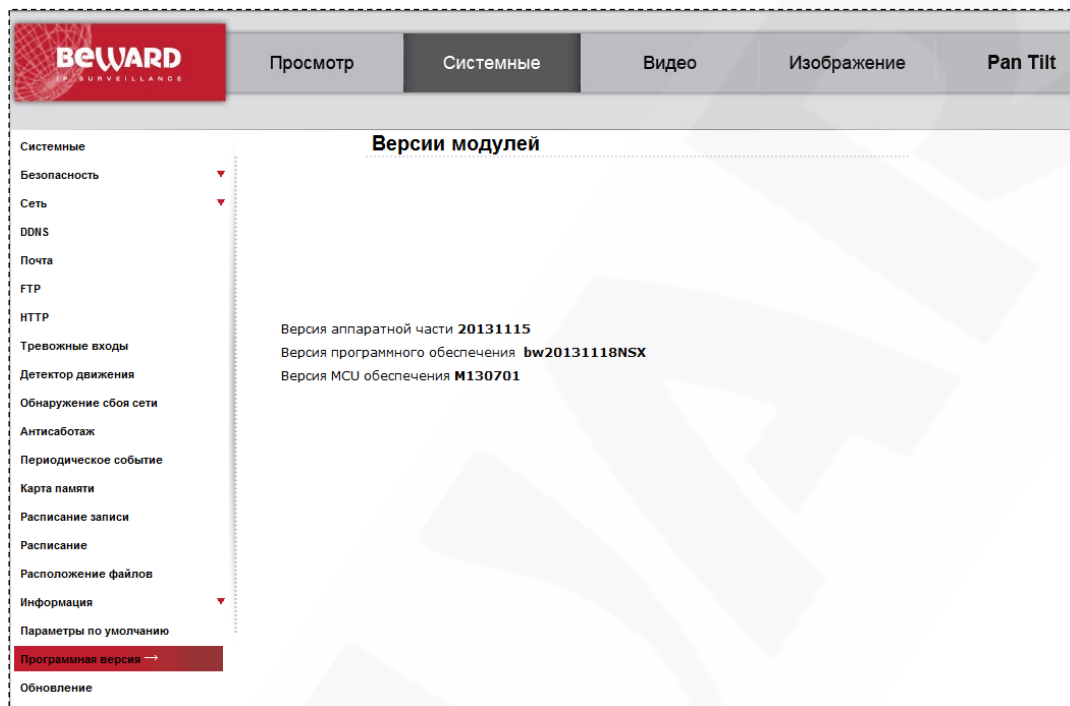 BEWARD
IP SURVEILLANCE
Просмотр
Системные
Видео
Изображение
Pan Tilt
Системные
Безопасность
Сеть
DDNS
Почта
FTP
HTTP
Тревожные входы
Детектор движения
Обнаружение сбоя сети
Антисаботаж
Периодическое событие
Карта памяти
Расписание записи
Расписание
Расположение файлов
Информация
Параметры по умолчанию
Программная версия →
Обновление
Версии модулей
Версия аппаратной части 20131115
Версия программного обеспечения bw20131118NSX
Версия MCU обеспечения M130701